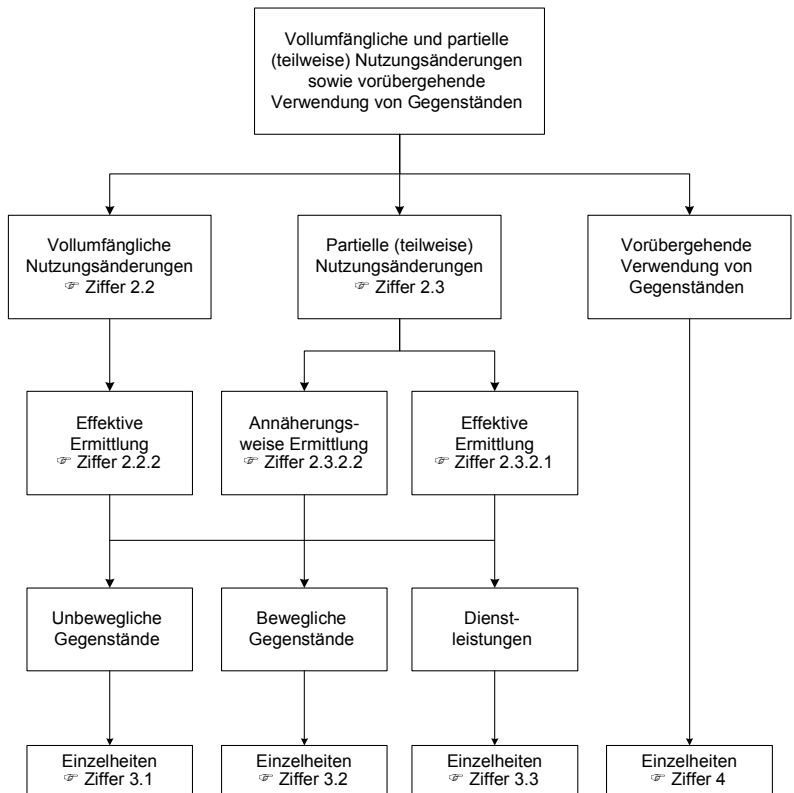 Vollumfängliche und partielle
(teilweise) Nutzungsänderungen
sowie vorübergehende
Verwendung von Gegenständen
Vollumfängliche
Nutzungsänderungen
☞ Ziffer 2.2
Partielle (teilweise)
Nutzungsänderungen
☞ Ziffer 2.3
Vorübergehende
Verwendung von
Gegenständen
Effektive
Ermittlung
☞ Ziffer 2.2.2
Annäherungs-
weise Ermittlung
☞ Ziffer 2.3.2.2
Effektive
Ermittlung
☞ Ziffer 2.3.2.1
Unbewegliche
Gegenstände
Bewegliche
Gegenstände
Dienst-
leistungen
Einzelheiten
☞ Ziffer 3.1
Einzelheiten
☞ Ziffer 3.2
Einzelheiten
☞ Ziffer 3.3
Einzelheiten
☞ Ziffer 4